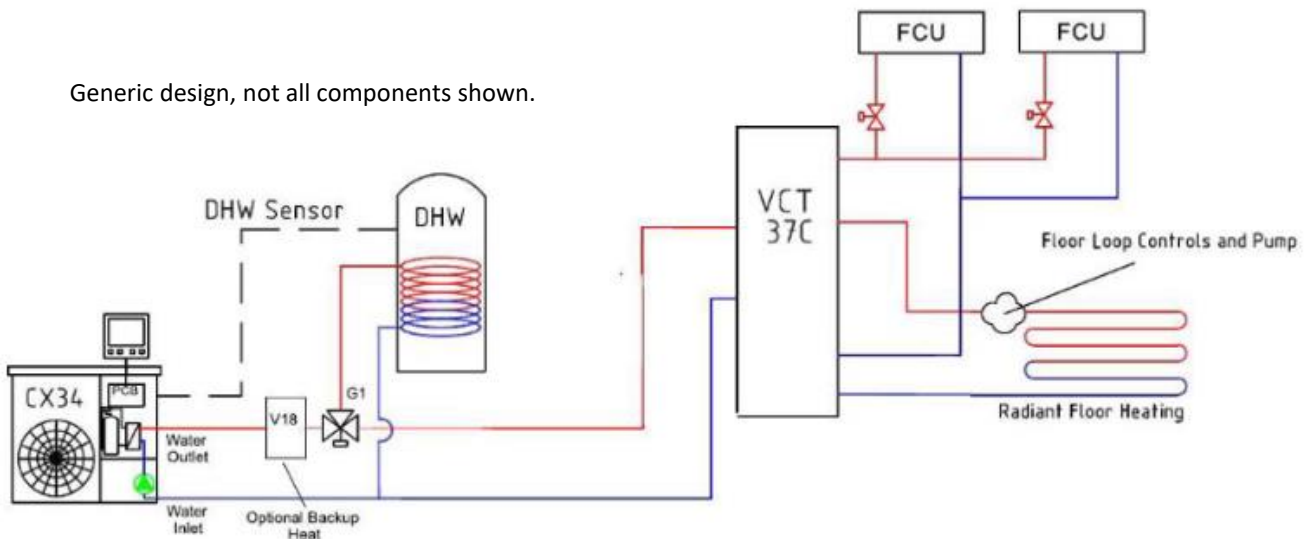 FCU
FCU
Generic design, not all components shown.
DHW Sensor
DHW
VCT
37C
Floor Loop Controls and Pump
CX34
PCB
G1
V18
Water
Outlet
Radiant Floor Heating
Water
Inlet
Optional Backup
Heat